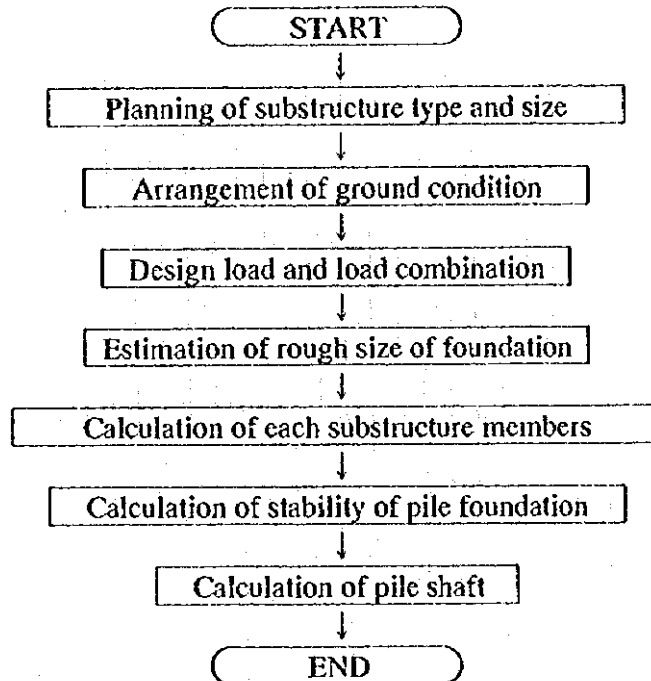 START
Planning of substructure type and size
Arrangement of ground condition
Design load and load combination
Estimation of rough size of foundation
Calculation of each substructure members
Calculation of stability of pile foundation
Calculation of pile shaft
END